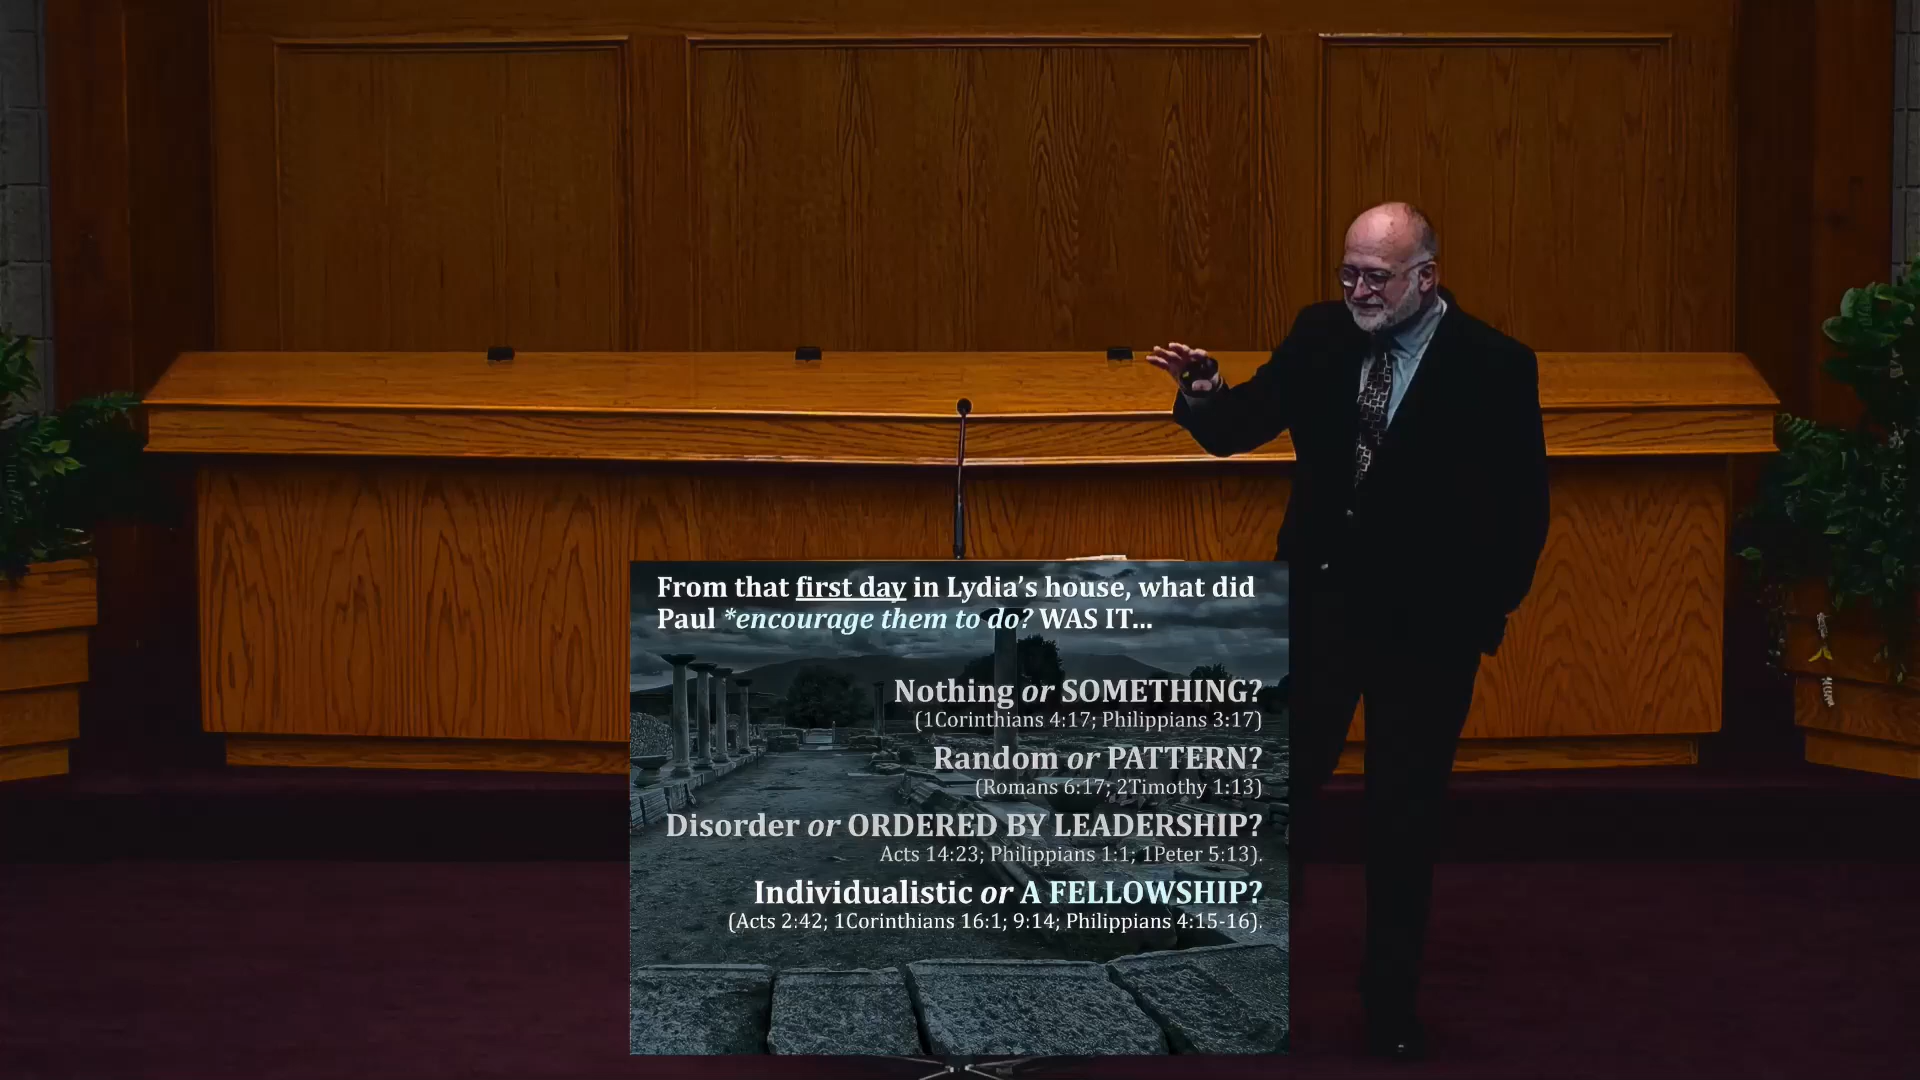 From that first day in Lydia's house, what did
Paul *encourage them to do? WAS IT...
Nothing or SOMETHING?
(1Corinthians 4:17; Philippians 3:17)
Random or PATTERN?
(Romans 6:17; 2Timothy 1:13)
Disorder or ORDERED BY LEADERSHIP?
Acts 14:23; Philippians 1:1; 1Peter 5:13).
Individualistic or A FELLOWSHIP?
(Acts 2:42; 1Corinthians 16:1; 9:14; Philippians 4:15-16).